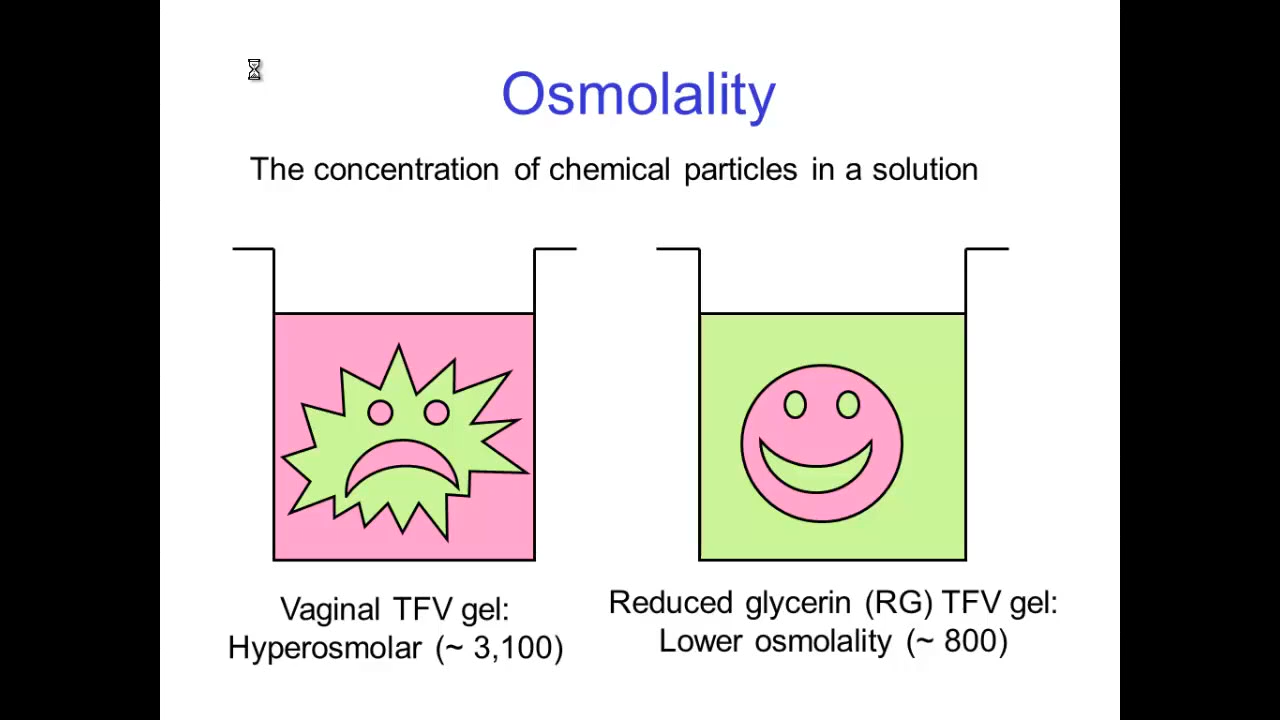 Osmolality
The concentration of chemical particles in a solution
Vaginal TFV gel:
Hyperosmolar (~ 3,100)
Reduced glycerin (RG) TFV gel:
Lower osmolality (~ 800)